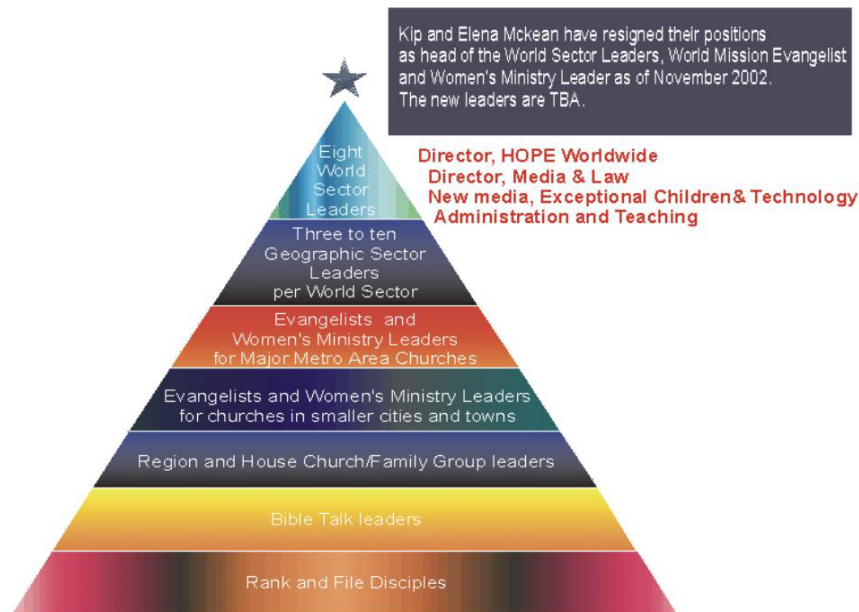 Kip and Elena Mckean have resigned their positions
as head of the World Sector Leaders, World Mission Evangelist
and Women's Ministry Leader as of November 2002.
The new leaders are TBA.
Eight
World
Sector
Leaders
Director, HOPE Worldwide
Director, Media & Law
New media, Exceptional Children& Technology
Administration and Teaching
Three to ten
Geographic Sector
Leaders
per World Sector
Evangelists and
Women's Ministry Leaders
for Major Metro Area Churches
Evangelists and Women's Ministry Leaders
for churches in smaller cities and towns
Region and House Church/Family Group leaders
Bible Talk leaders
Rank and File Disciples